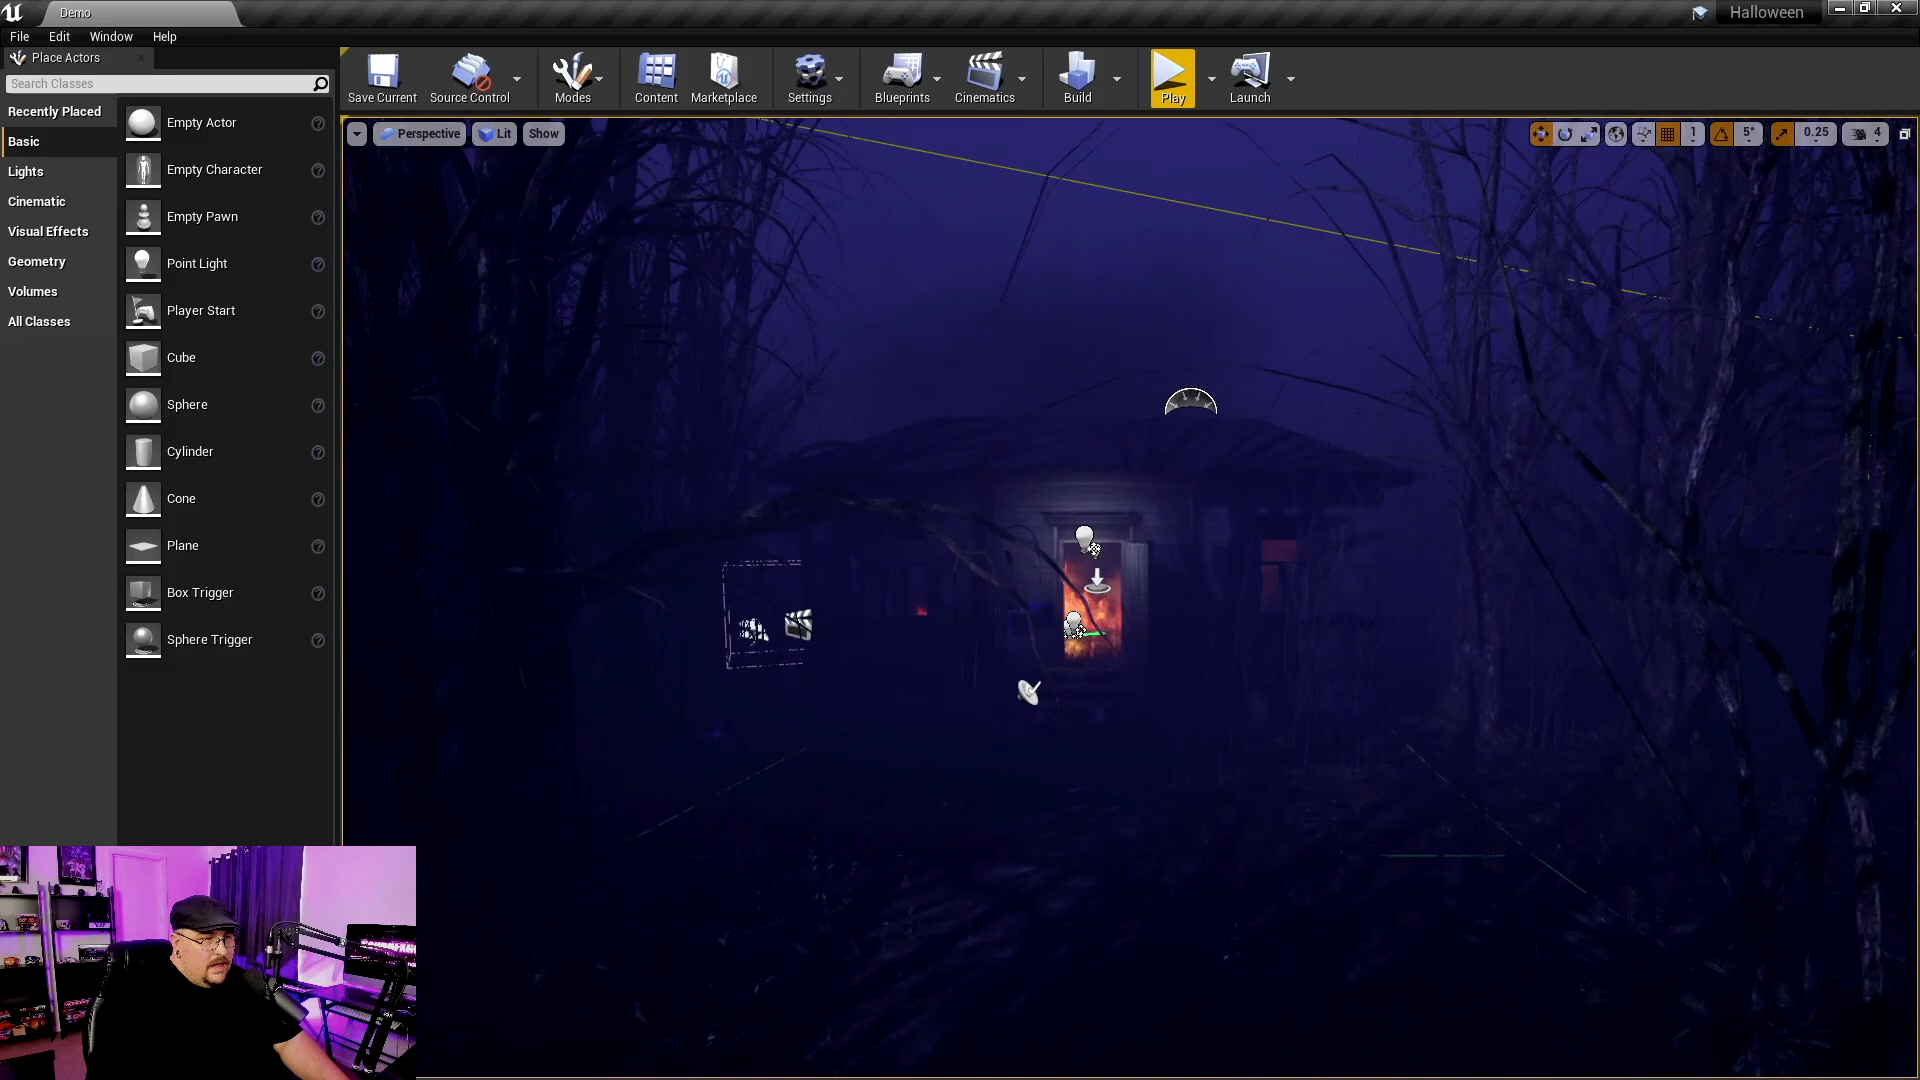 Demo
Halloween
File Edit Window Help
Place Actors
Search Classes
Save Current Source Control Modes Content Marketplace Settings Blueprints Cinematics Build Play Launch
Perspective Lit Show
1 5° 0.25 4
Recently Placed
Basic
Lights
Cinematic
Visual Effects
Geometry
Volumes
All Classes
Empty Actor
Empty Character
Empty Pawn
Point Light
Player Start
Cube
Sphere
Cylinder
Cone
Plane
Box Trigger
Sphere Trigger